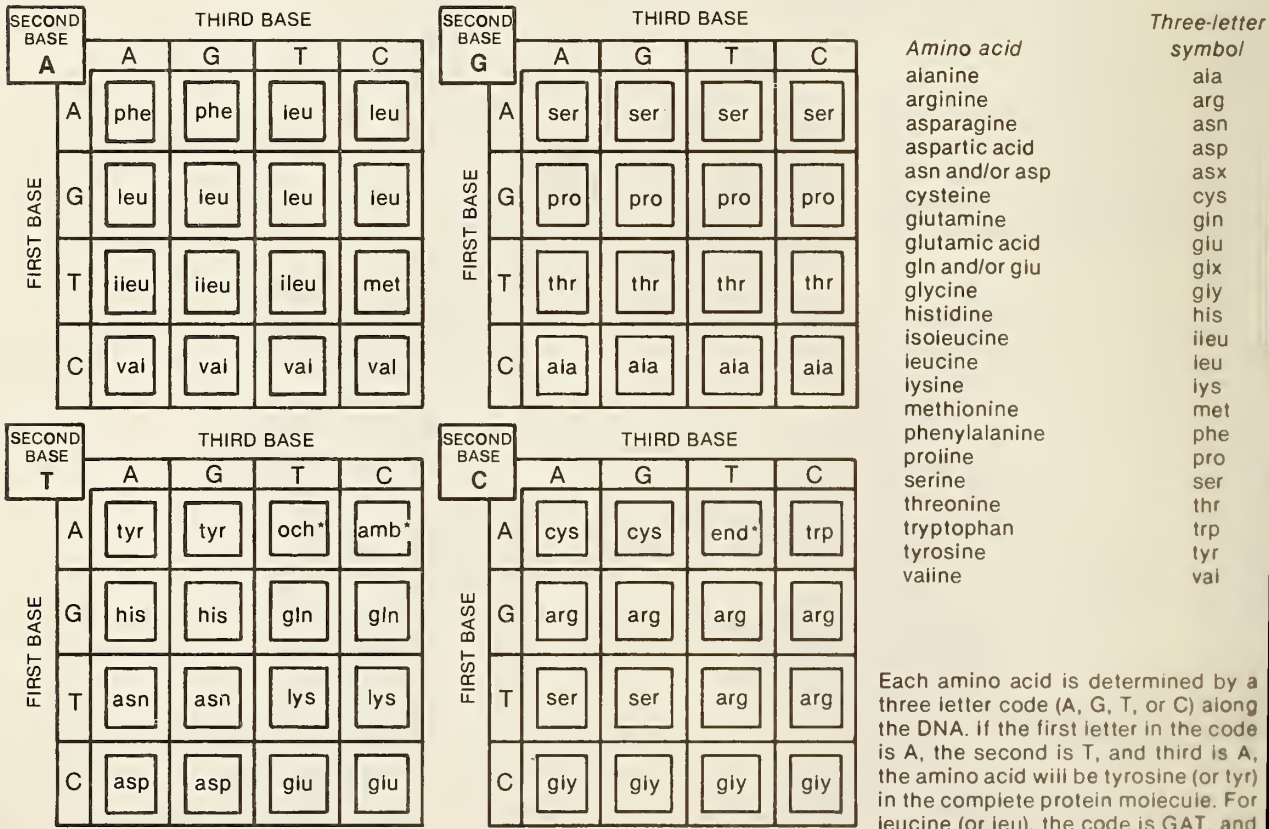 SECOND BASE A THIRD BASE
A G T C
FIRST BASE
A phe phe leu leu
G leu leu leu leu
T ileu ileu ileu met
C val val val val
SECOND BASE G THIRD BASE
A G T C
FIRST BASE
A ser ser ser ser
G pro pro pro pro
T thr thr thr thr
C ala ala ala ala
SECOND BASE T THIRD BASE
A G T C
FIRST BASE
A tyr tyr och* amb*
G his his gln gln
T asn asn lys lys
C asp asp glu glu
SECOND BASE C THIRD BASE
A G T C
FIRST BASE
A cys cys end* trp
G arg arg arg arg
T ser ser arg arg
C gly gly gly gly
Three-letter
Amino acid symbol
alanine ala
arginine arg
asparagine asn
aspartic acid asp
asn and/or asp asx
cysteine cys
glutamine gln
glutamic acid glu
gln and/or glu glx
glycine gly
histidine his
isoleucine ileu
leucine leu
lysine lys
methionine met
phenylalanine phe
proline pro
serine ser
threonine thr
tryptophan trp
tyrosine tyr
valine val
Each amino acid is determined by a
three letter code (A, G, T, or C) along
the DNA. If the first letter in the code
is A, the second is T, and third is A,
the amino acid will be tyrosine (or tyr)
in the complete protein molecule. For
leucine (or leu), the code is GAT, and